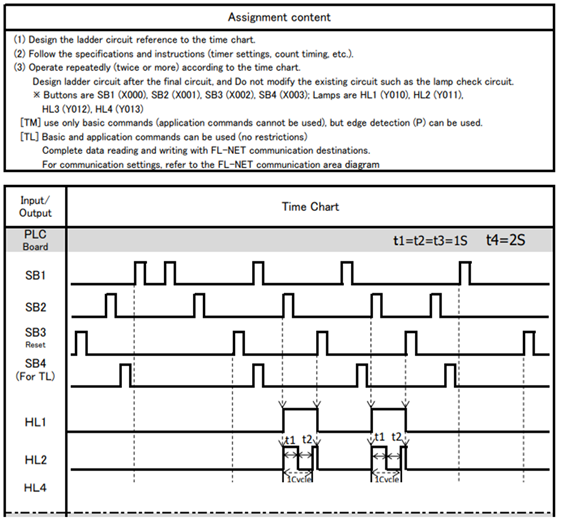 Assignment content
(1) Design the ladder circuit reference to the time chart.
(2) Follow the specifications and instructions (timer settings, count timing, etc.).
(3) Operate repeatedly (twice or more) according to the time chart.
Design ladder circuit after the final circuit, and Do not modify the existing circuit such as the lamp check circuit.
※ Buttons are SB1 (X000), SB2 (X001), SB3 (X002), SB4 (X003); Lamps are HL1 (Y010), HL2 (Y011),
HL3 (Y012), HL4 (Y013)
[TM] use only basic commands (application commands cannot be used), but edge detection (P) can be used.
[TL] Basic and application commands can be used (no restrictions)
Complete data reading and writing with FL-NET communication destinations.
For communication settings, refer to the FL-NET communication area diagram
Input/
Output
Time Chart
PLC
Board
t1=t2=t3=1S t4=2S
SB1
SB2
SB3
Reset
SB4
(For TL)
HL1
t1 t2 t1 t2
HL2
1Cycle 1Cycle
HL4